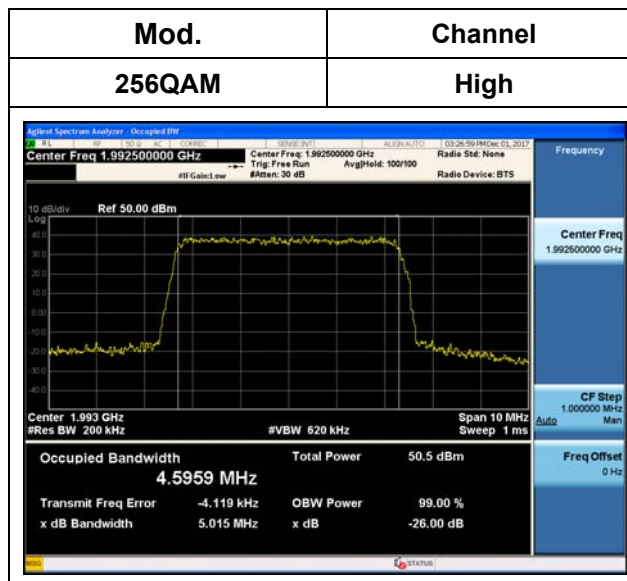 Mod. Channel
256QAM High
Agilent Spectrum Analyzer - Occupied BW
RL RF 50 Ω AC CORREC SENSE:INT ALIGN AUTO 03:26:59 PM Dec 01, 2017
Center Freq 1.992500000 GHz Center Freq: 1.992500000 GHz Radio Std: None Frequency
Trig: Free Run Avg|Hold: 100/100
#IFGain:Low #Atten: 30 dB Radio Device: BTS
10 dB/div Ref 50.00 dBm
Log
40.0
30.0
20.0
10.0
0.00
-10.0
-20.0
-30.0
-40.0
Center Freq
1.992500000 GHz
Center 1.993 GHz Span 10 MHz
#Res BW 200 kHz #VBW 620 kHz Sweep 1 ms
CF Step
1.000000 MHz
Auto Man
Occupied Bandwidth Total Power 50.5 dBm
4.5959 MHz
Transmit Freq Error -4.119 kHz OBW Power 99.00 %
x dB Bandwidth 5.015 MHz x dB -26.00 dB
Freq Offset
0 Hz
MSG STATUS